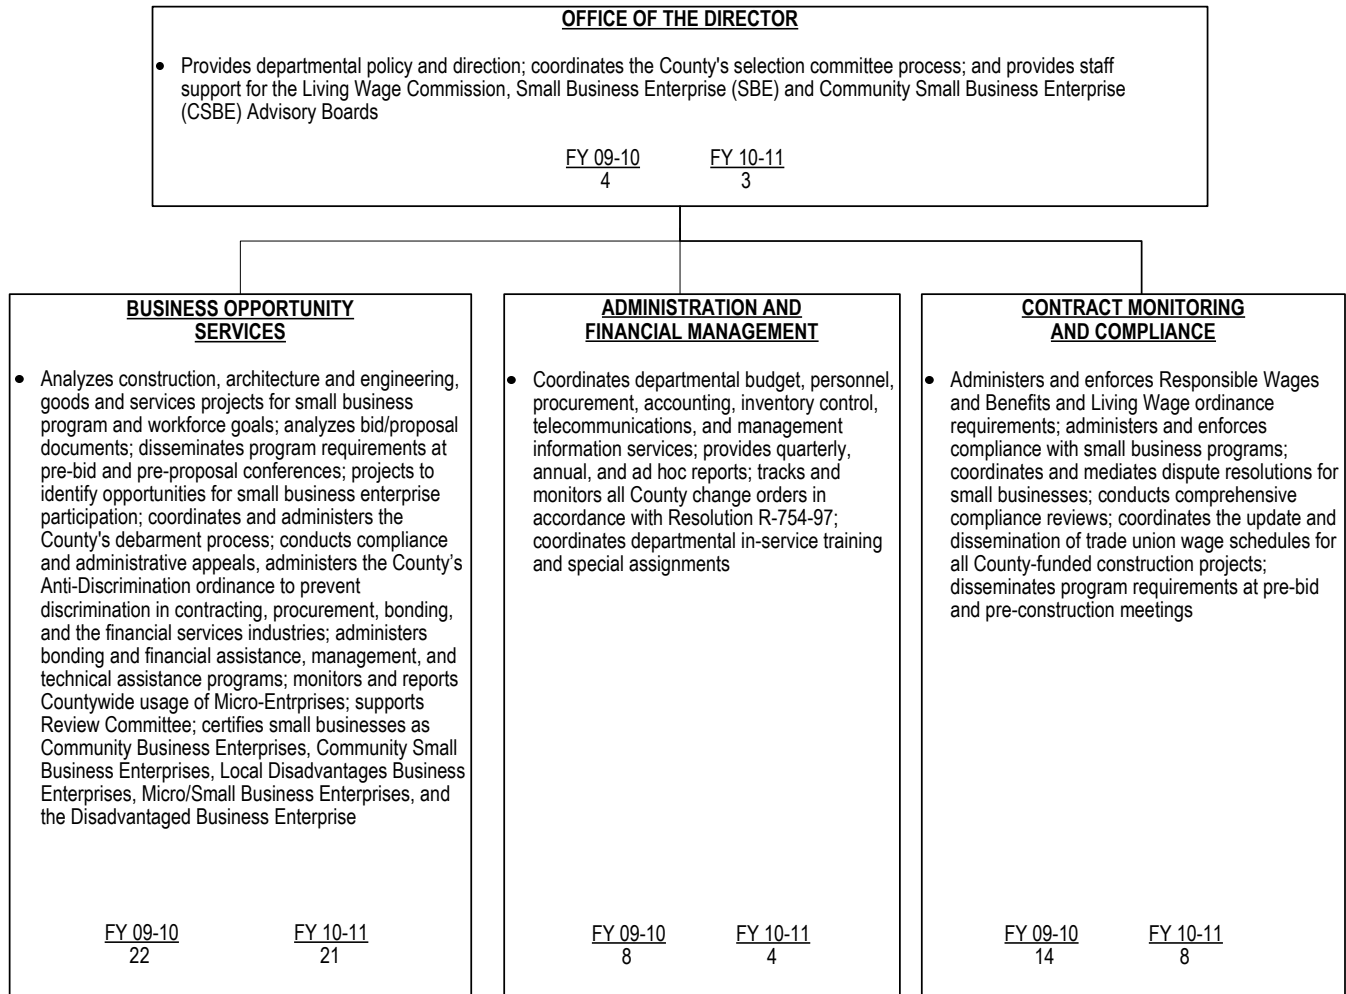 OFFICE OF THE DIRECTOR
• Provides departmental policy and direction; coordinates the County's selection committee process; and provides staff
support for the Living Wage Commission, Small Business Enterprise (SBE) and Community Small Business Enterprise
(CSBE) Advisory Boards
FY 09-10 FY 10-11
4 3
BUSINESS OPPORTUNITY
SERVICES
• Analyzes construction, architecture and engineering,
goods and services projects for small business
program and workforce goals; analyzes bid/proposal
documents; disseminates program requirements at
pre-bid and pre-proposal conferences; projects to
identify opportunities for small business enterprise
participation; coordinates and administers the
County's debarment process; conducts compliance
and administrative appeals, administers the County’s
Anti-Discrimination ordinance to prevent
discrimination in contracting, procurement, bonding,
and the financial services industries; administers
bonding and financial assistance, management, and
technical assistance programs; monitors and reports
Countywide usage of Micro-Entrprises; supports
Review Committee; certifies small businesses as
Community Business Enterprises, Community Small
Business Enterprises, Local Disadvantages Business
Enterprises, Micro/Small Business Enterprises, and
the Disadvantaged Business Enterprise
FY 09-10 FY 10-11
22 21
ADMINISTRATION AND
FINANCIAL MANAGEMENT
• Coordinates departmental budget, personnel,
procurement, accounting, inventory control,
telecommunications, and management
information services; provides quarterly,
annual, and ad hoc reports; tracks and
monitors all County change orders in
accordance with Resolution R-754-97;
coordinates departmental in-service training
and special assignments
FY 09-10 FY 10-11
8 4
CONTRACT MONITORING
AND COMPLIANCE
• Administers and enforces Responsible Wages
and Benefits and Living Wage ordinance
requirements; administers and enforces
compliance with small business programs;
coordinates and mediates dispute resolutions for
small businesses; conducts comprehensive
compliance reviews; coordinates the update and
dissemination of trade union wage schedules for
all County-funded construction projects;
disseminates program requirements at pre-bid
and pre-construction meetings
FY 09-10 FY 10-11
14 8